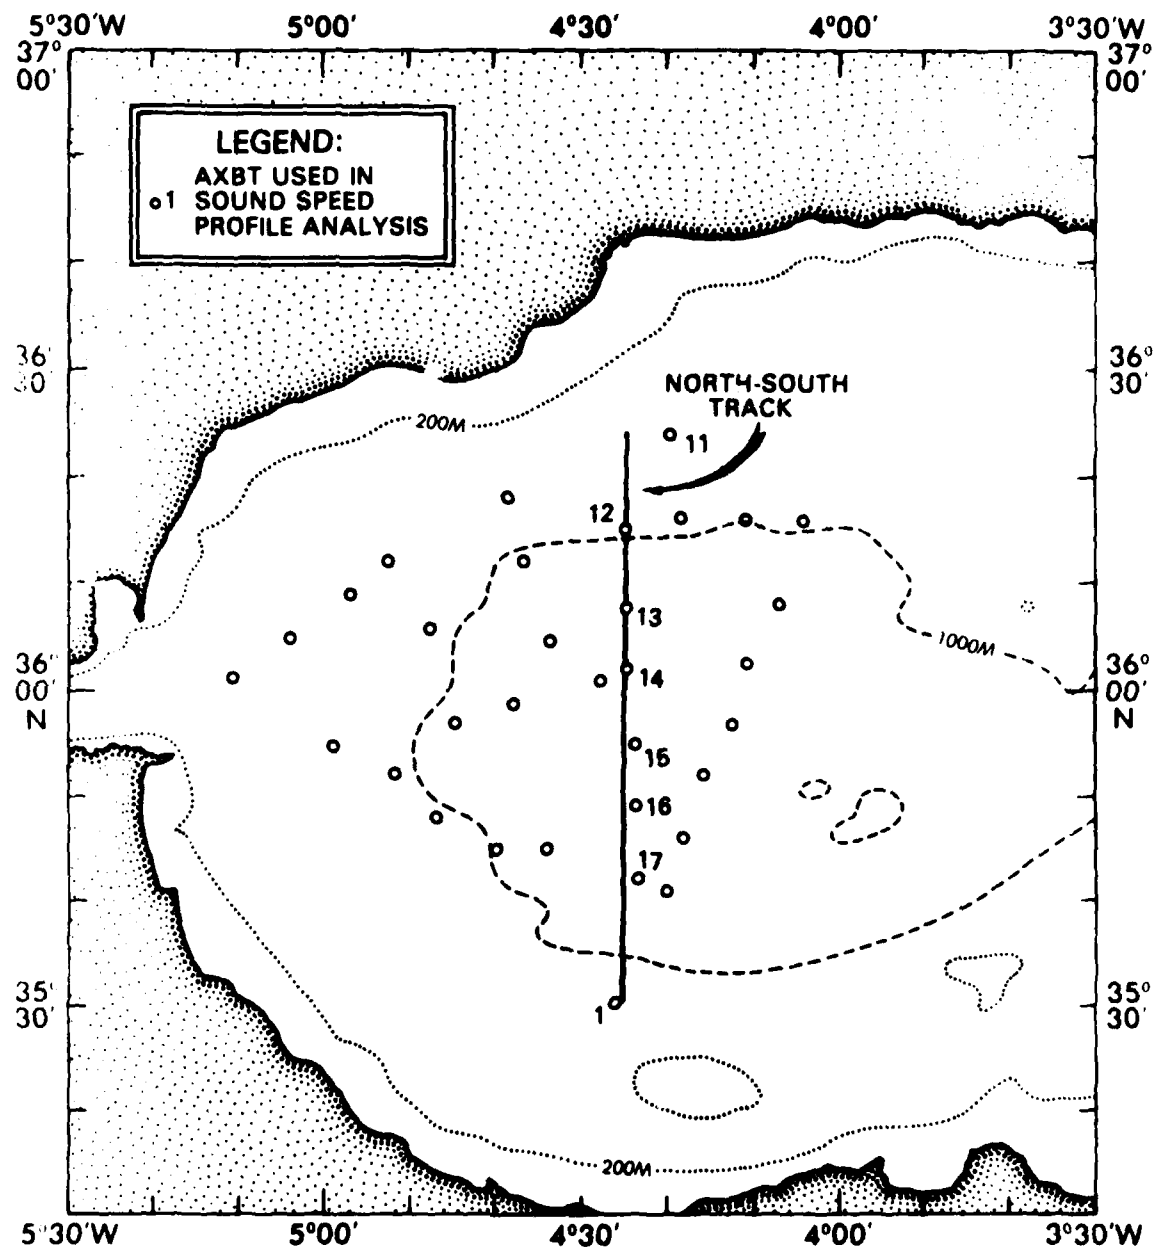 5°30'W 5°00' 4°30' 4°00' 3°30'W
37° 37°
00' 00'
LEGEND:
AXBT USED IN
o1 SOUND SPEED
PROFILE ANALYSIS
36° 36°
30' 30'
NORTH-SOUTH
TRACK
200M
11
12
13
1000M
36° 36°
00' 14 00'
N N
15
16
17
35° 35°
30' 1 30'
200M
5°30'W 5°00' 4°30' 4°00' 3°30'W